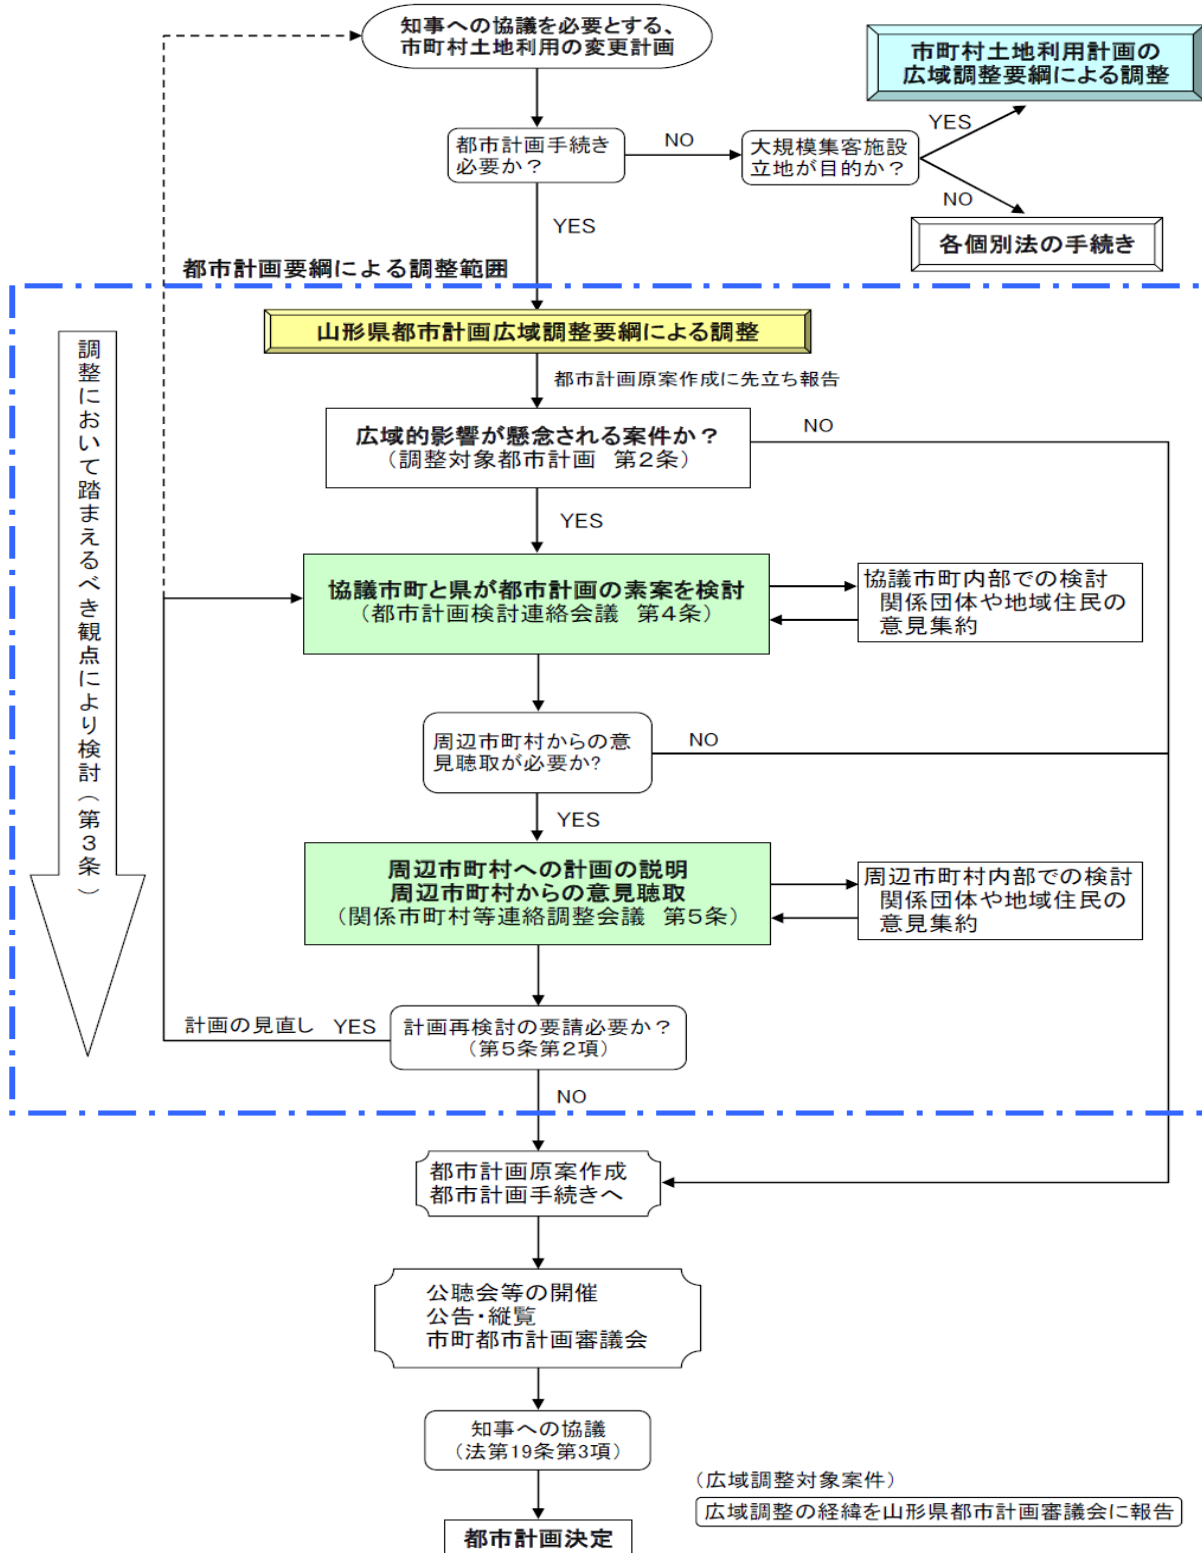 知事への協議を必要とする、
市町村土地利用の変更計画
市町村土地利用計画の
広域調整要綱による調整
都市計画手続き
必要か?
NO
大規模集客施設
立地が目的か?
YES
NO
各個別法の手続き
YES
都市計画要綱による調整範囲
山形県都市計画広域調整要綱による調整
都市計画原案作成に先立ち報告
調整において踏まえるべき観点により検討(第3条)
広域的影響が懸念される案件か?
(調整対象都市計画 第2条)
NO
YES
協議市町と県が都市計画の素案を検討
(都市計画検討連絡会議 第4条)
協議市町内部での検討
関係団体や地域住民の
意見集約
周辺市町村からの意
見聴取が必要か?
NO
YES
周辺市町村への計画の説明
周辺市町村からの意見聴取
(関係市町村等連絡調整会議 第5条)
周辺市町村内部での検討
関係団体や地域住民の
意見集約
計画の見直し YES
計画再検討の要請必要か?
(第5条第2項)
NO
都市計画原案作成
都市計画手続きへ
公聴会等の開催
公告・縦覧
市町都市計画審議会
知事への協議
(法第19条第3項)
(広域調整対象案件)
広域調整の経緯を山形県都市計画審議会に報告
都市計画決定